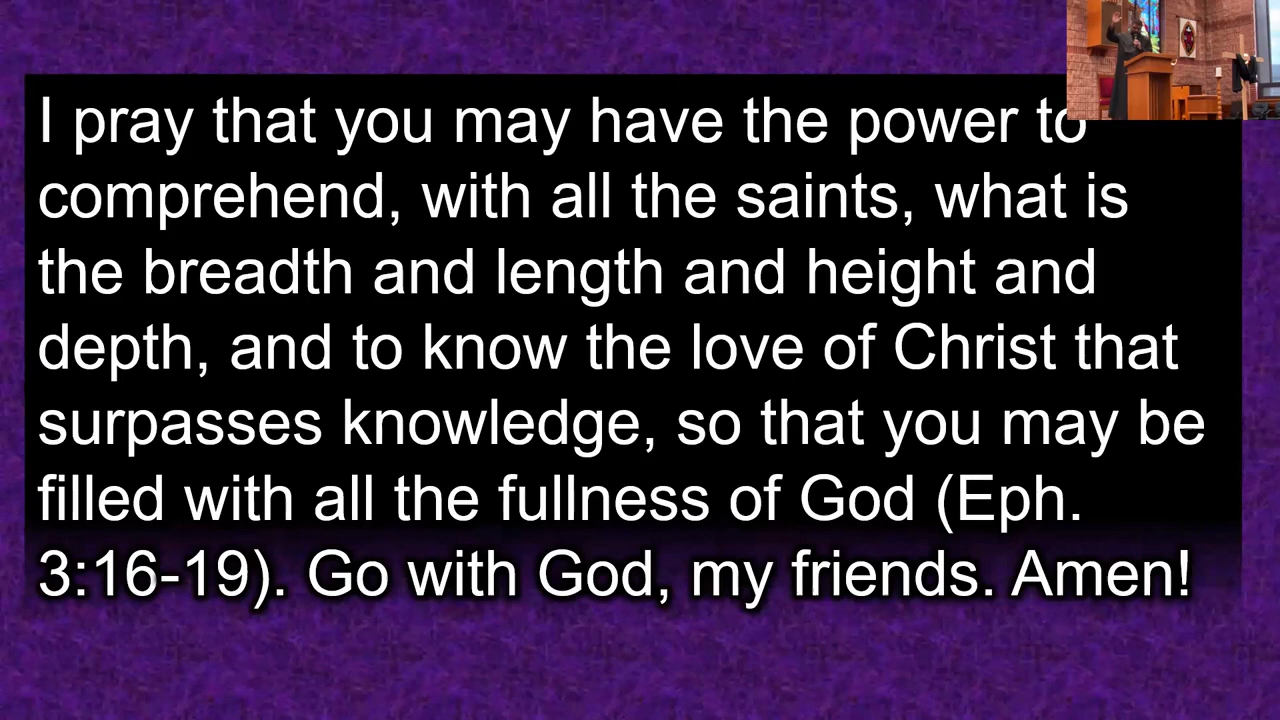 I pray that you may have the power to
comprehend, with all the saints, what is
the breadth and length and height and
depth, and to know the love of Christ that
surpasses knowledge, so that you may be
filled with all the fullness of God (Eph.
3:16-19). Go with God, my friends. Amen!